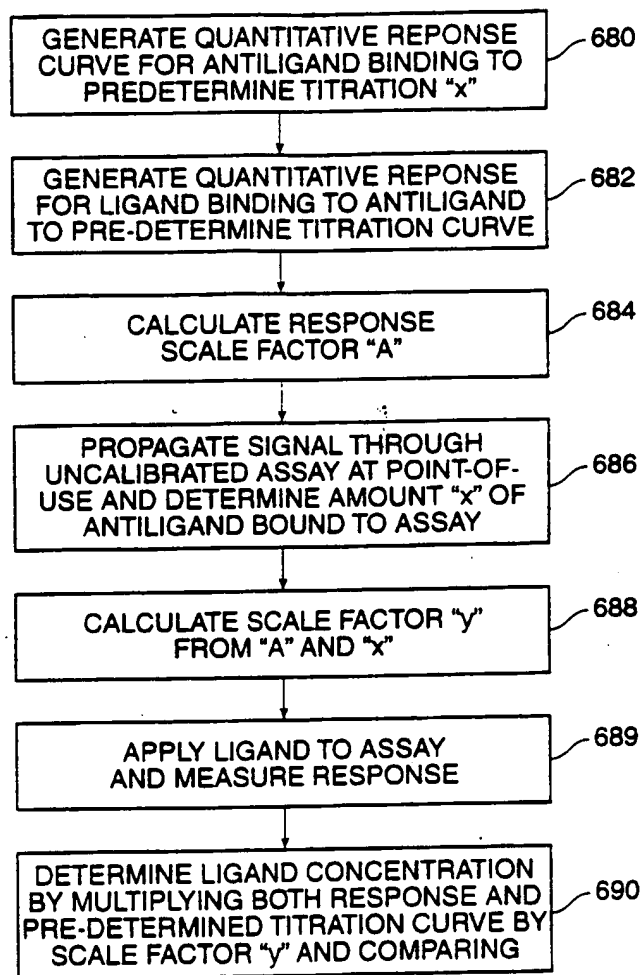 GENERATE QUANTITATIVE REPONSE
CURVE FOR ANTILIGAND BINDING TO
PREDETERMINE TITRATION “x”
680
GENERATE QUANTITATIVE REPONSE
FOR LIGAND BINDING TO ANTILIGAND
TO PRE-DETERMINE TITRATION CURVE
682
CALCULATE RESPONSE
SCALE FACTOR “A”
684
PROPAGATE SIGNAL THROUGH
UNCALIBRATED ASSAY AT POINT-OF-
USE AND DETERMINE AMOUNT “x” OF
ANTILIGAND BOUND TO ASSAY
686
CALCULATE SCALE FACTOR “y”
FROM “A” AND “x”
688
APPLY LIGAND TO ASSAY
AND MEASURE RESPONSE
689
DETERMINE LIGAND CONCENTRATION
BY MULTIPLYING BOTH RESPONSE AND
PRE-DETERMINED TITRATION CURVE BY
SCALE FACTOR “y” AND COMPARING
690